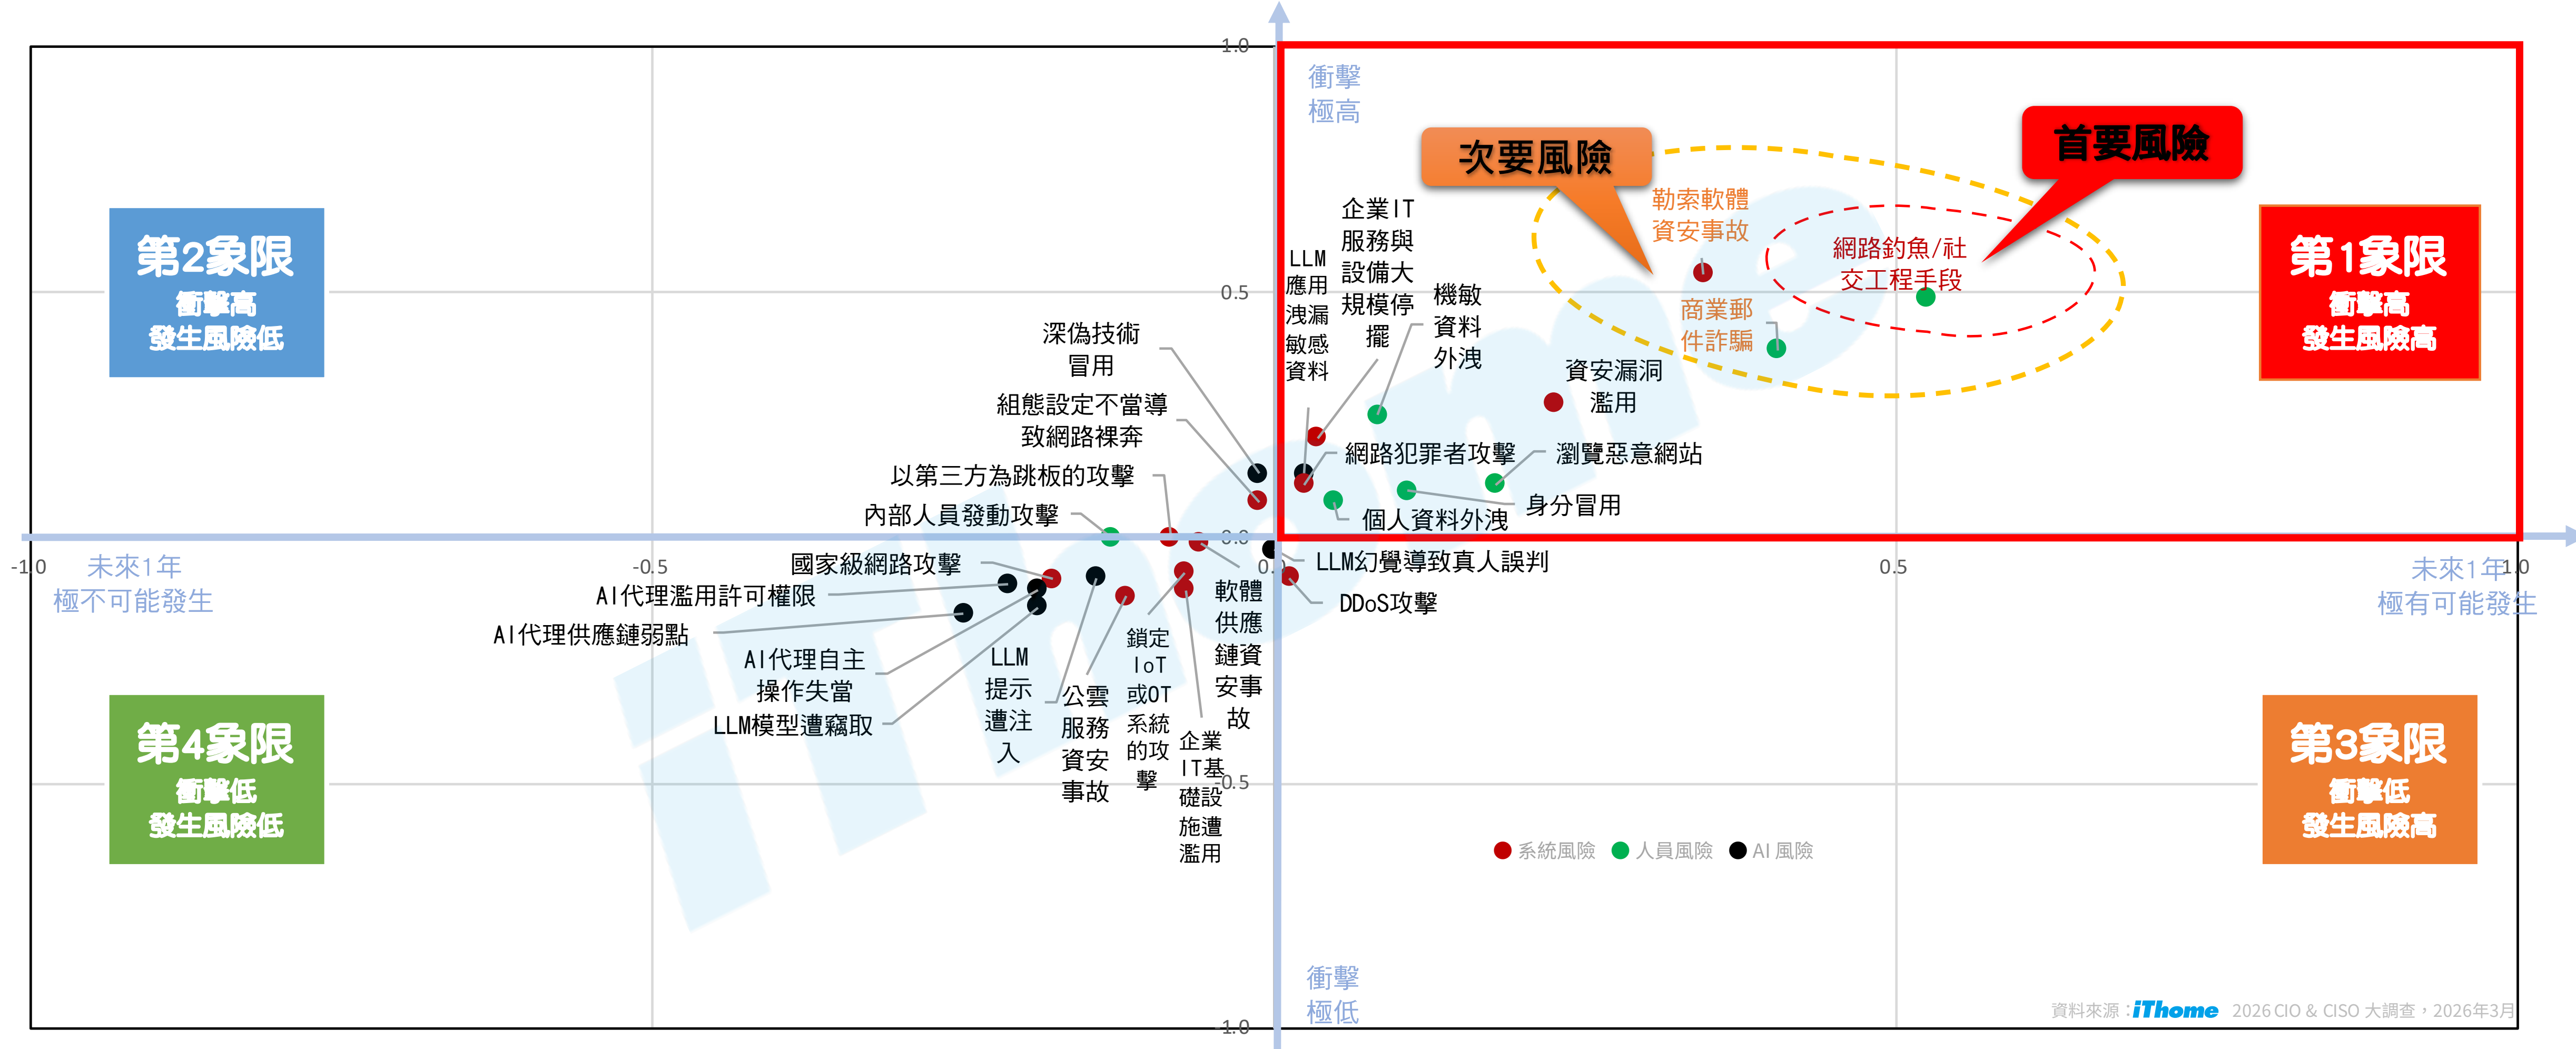 1.0
衝擊
極高
首要風險
次要風險
勒索軟體
資安事故
企業IT
服務與
設備大
規模停
擺
第2象限
衝擊高
發生風險低
第1象限
衝擊高
發生風險高
網路釣魚/社
交工程手段
LLM
應用
洩漏
敏感
資料
0.5
機敏
資料
外洩
商業郵
件詐騙
深偽技術
冒用
資安漏洞
濫用
組態設定不當導
致網路裸奔
網路犯罪者攻擊
瀏覽惡意網站
以第三方為跳板的攻擊
身分冒用
內部人員發動攻擊
個人資料外洩
0.0
-1.0
未來1年
極不可能發生
-0.5
0.0
0.5
未來1年
極有可能發生
1.0
國家級網路攻擊
LLM幻覺導致真人誤判
AI代理濫用許可權限
DDoS攻擊
AI代理供應鏈弱點
軟體
供應
鏈資
安事
故
鎖定
IoT
或OT
系統
的攻
擊
AI代理自主
操作失當
LLM
提示
遭注
入
LLM模型遭竊取
公雲
服務
資安
事故
企業
IT基
礎設
施遭
濫用
-0.5
第4象限
衝擊低
發生風險低
第3象限
衝擊低
發生風險高
系統風險
人員風險
AI 風險
衝擊
極低
-1.0
資料來源：iThome 2026 CIO & CISO 大調查，2026年3月
iThome